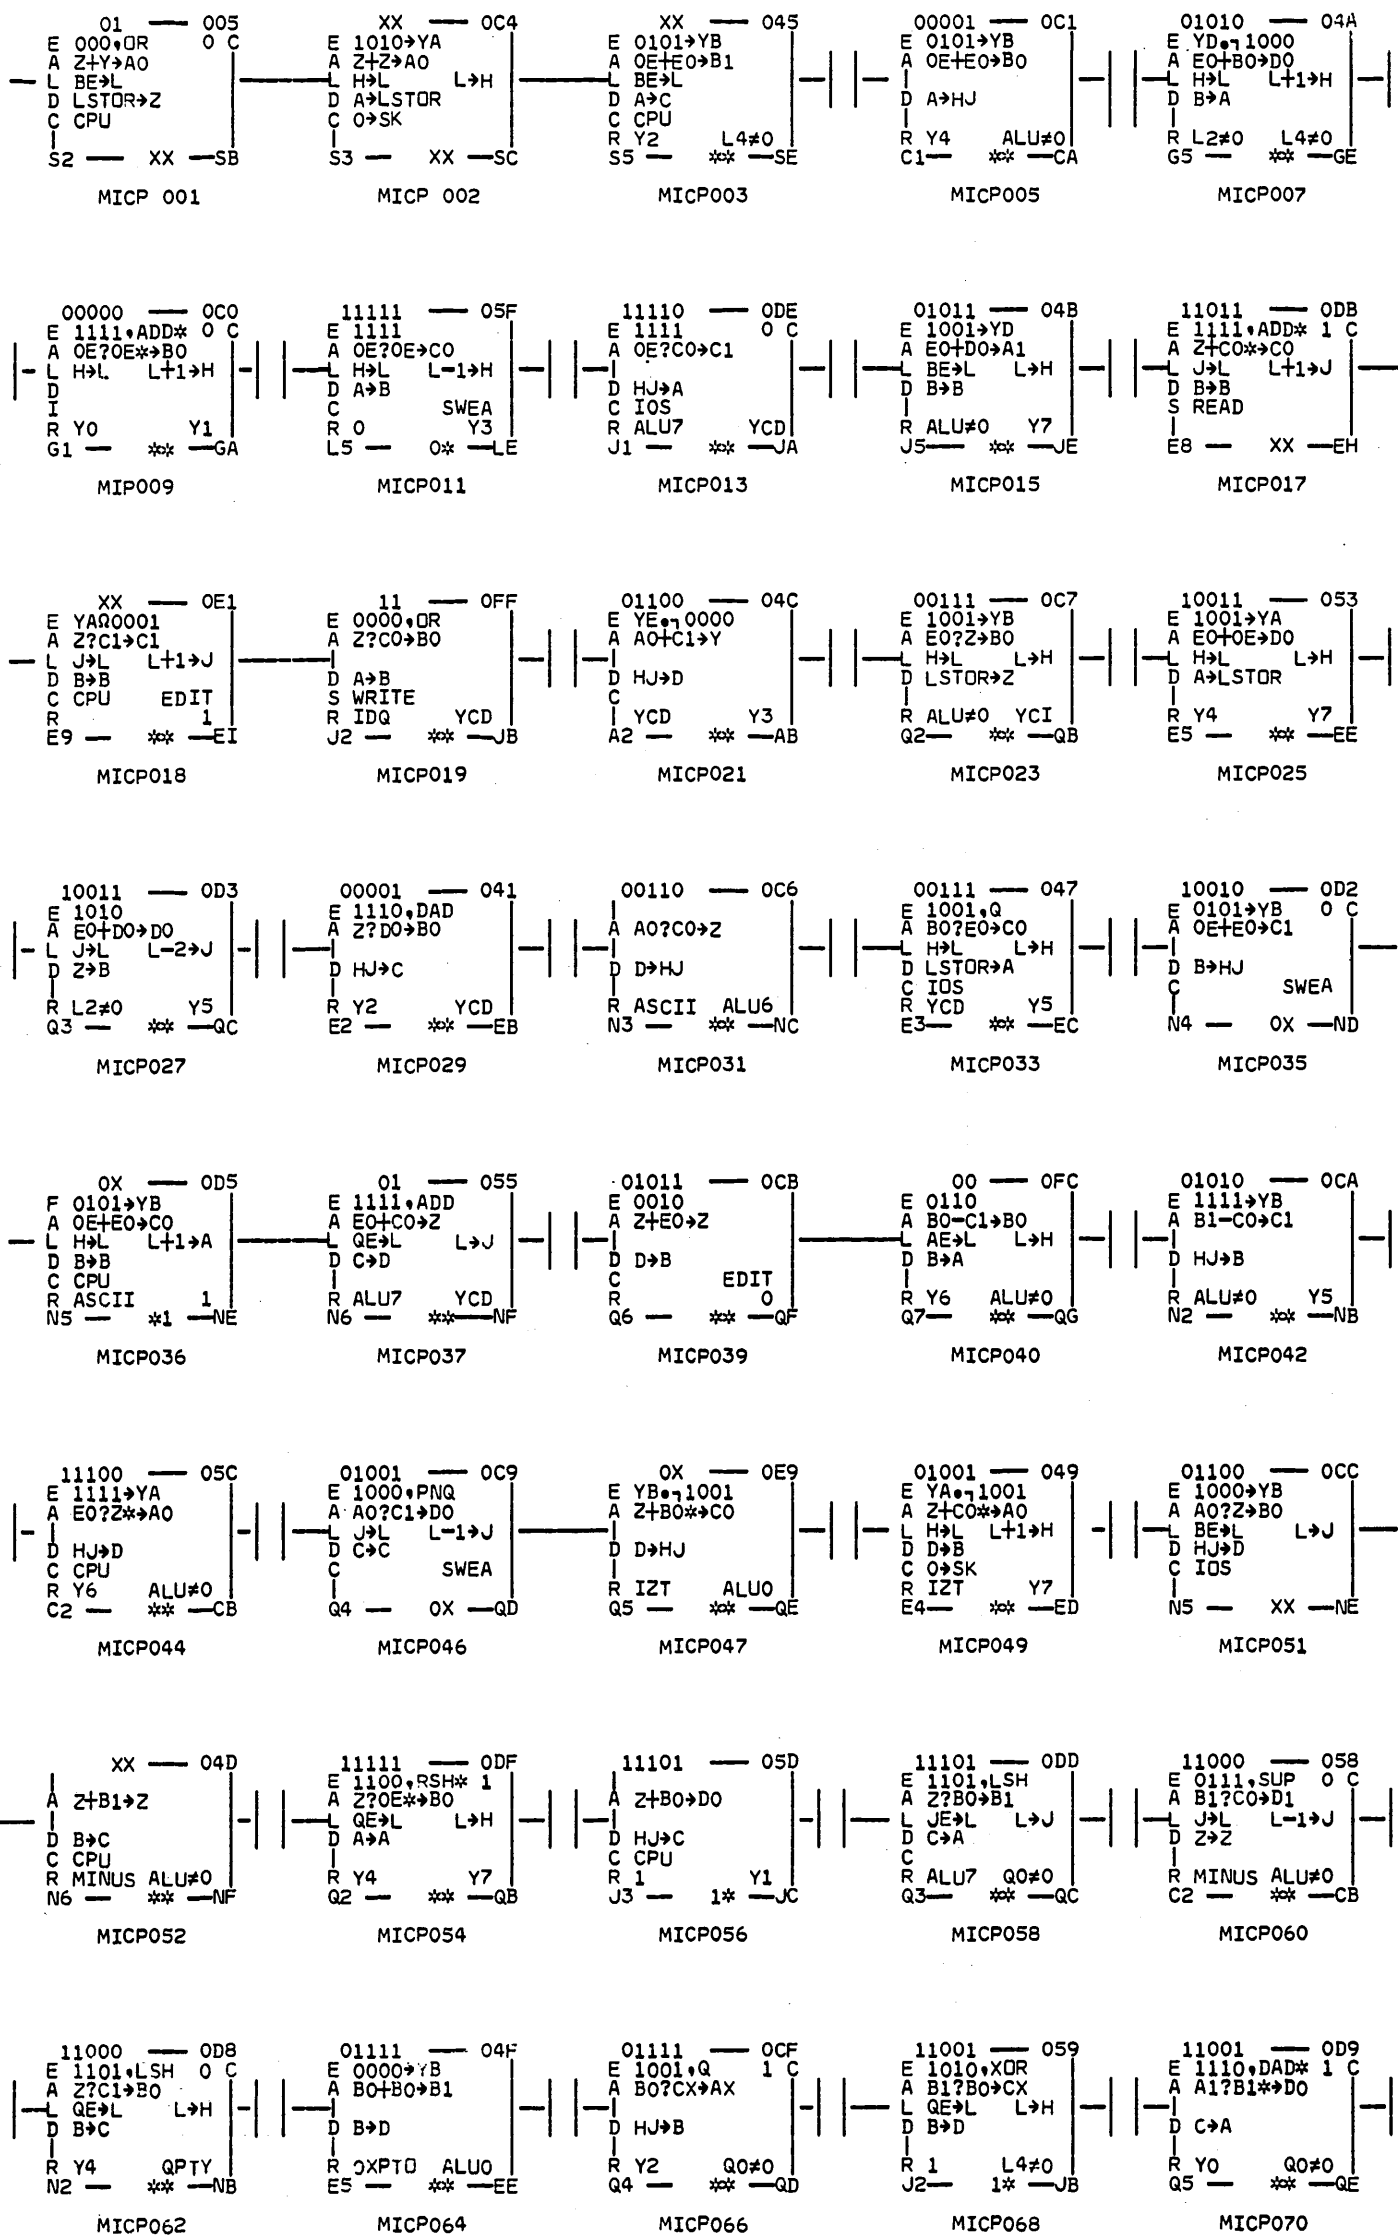 01 — 005
E 000,OR 0 C
A Z+Y→A0
L BE→L
D LSTOR→Z
C CPU
S2 — XX — SB
MICP 001
XX — 0C4
E 1010→YA
A Z+Z→A0
L H→L L→H
D A→LSTOR
C 0→SK
S3 — XX — SC
MICP 002
XX — 045
E 0101→YB
A OE+E0→B1
L BE→L
D A→C
C CPU
R Y2 L4≠0
S5 — ** — SE
MICP003
00001 — 0C1
E 0101→YB
A OE+E0→B0
D A→HJ
R Y4 ALU≠0
C1 — ** — CA
MICP005
01010 — 04A
E YD•┐1000
A E0+B0→D0
L H→L L+1→H
D B→A
R L2≠0 L4≠0
G5 — ** — GE
MICP007
00000 — 0C0
E 1111,ADD* 0 C
A OE?OE*→B0
L H→L L+1→H
D
I
R Y0 Y1
G1 — ** — GA
MIP009
11111 — 05F
E 1111
A OE?OE→C0
L H→L L-1→H
D A→B
C SWEA
R 0 Y3
L5 — 0* — LE
MICP011
11110 — 0DE
E 1111 0 C
A OE?C0→C1
D HJ→A
C IOS
R ALU7 YCD
J1 — ** — JA
MICP013
01011 — 04B
E 1001→YD
A E0+D0→A1
L BE→L L→H
D B→B
R ALU≠0 Y7
J5 — ** — JE
MICP015
11011 — 0DB
E 1111,ADD* 1 C
A Z+C0*→C0
L J→L L+1→J
D B→B
S READ
E8 — XX — EH
MICP017
XX — 0E1
E YAΩ0001
A Z?C1→C1
L J→L L+1→J
D B→B
C CPU EDIT
R 1
E9 — ** — EI
MICP018
11 — 0FF
E 0000,OR
A Z?C0→B0
D A→B
S WRITE
R IDQ YCD
J2 — ** — JB
MICP019
01100 — 04C
E YE•┐0000
A A0+C1→Y
D HJ→D
C
YCD Y3
A2 — ** — AB
MICP021
00111 — 0C7
E 1001→YB
A E0?Z→B0
L H→L L→H
D LSTOR→Z
R ALU≠0 YCI
Q2 — ** — QB
MICP023
10011 — 053
E 1001→YA
A E0+OE→D0
L H→L L→H
D A→LSTOR
R Y4 Y7
E5 — ** — EE
MICP025
10011 — 0D3
E 1010
A E0+D0→D0
L J→L L-2→J
D Z→B
R L2≠0 Y5
Q3 — ** — QC
MICP027
00001 — 041
E 1110,DAD
A Z?D0→B0
D HJ→C
R Y2 YCD
E2 — ** — EB
MICP029
00110 — 0C6
A A0?C0→Z
D D→HJ
R ASCII ALU6
N3 — ** — NC
MICP031
00111 — 047
E 1001,Q
A B0?E0→C0
L H→L L→H
D LSTOR→A
C IOS
R YCD Y5
E3 — ** — EC
MICP033
10010 — 0D2
E 0101→YB 0 C
A OE+E0→C1
D B→HJ
C SWEA
N4 — 0X — ND
MICP035
0X — 0D5
F 0101→YB
A OE+E0→C0
L H→L L+1→A
D B→B
C CPU
R ASCII 1
N5 — *1 — NE
MICP036
01 — 055
E 1111,ADD
A E0+C0→Z
L QE→L L→J
D C→D
R ALU7 YCD
N6 — ** — NF
MICP037
01011 — 0CB
E 0010
A Z+E0→Z
D D→B
C EDIT
R 0
Q6 — ** — QF
MICP039
00 — 0FC
E 0110
A B0-C1→B0
L AE→L L→H
D B→A
R Y6 ALU≠0
Q7 — ** — QG
MICP040
01010 — 0CA
E 1111→YB
A B1-C0→C1
D HJ→B
R ALU≠0 Y5
N2 — ** — NB
MICP042
11100 — 05C
E 1111→YA
A E0?Z*→A0
D HJ→D
C CPU
R Y6 ALU≠0
C2 — ** — CB
MICP044
01001 — 0C9
E 1000,PNQ
A A0?C1→D0
L J→L L-1→J
D C→C
C SWEA
Q4 — 0X — QD
MICP046
0X — 0E9
E YB•┐1001
A Z+B0*→C0
D D→HJ
R IZT ALU0
Q5 — ** — QE
MICP047
01001 — 049
E YA•┐1001
A Z+C0*→A0
L H→L L+1→H
D D→B
C 0→SK
R IZT Y7
E4 — ** — ED
MICP049
01100 — 0CC
E 1000→YB
A A0?Z→B0
L BE→L L→J
D HJ→D
C IOS
N5 — XX — NE
MICP051
XX — 04D
A Z+B1→Z
D B→C
C CPU
R MINUS ALU≠0
N6 — ** — NF
MICP052
11111 — 0DF
E 1100,RSH* 1
A Z?OE*→B0
L QE→L L→H
D A→A
R Y4 Y7
Q2 — ** — QB
MICP054
11101 — 05D
A Z+B0→D0
D HJ→C
C CPU
R 1 Y1
J3 — 1* — JC
MICP056
11101 — 0DD
E 1101,LSH
A Z?B0→B1
L JE→L L→J
D C→A
C
R ALU7 Q0≠0
Q3 — ** — QC
MICP058
11000 — 058
E 0111,SUP 0 C
A B1?C0→D1
L J→L L-1→J
D Z→Z
R MINUS ALU≠0
C2 — ** — CB
MICP060
11000 — 0D8
E 1101,LSH 0 C
A Z?C1→B0
L QE→L L→H
D B→C
R Y4 QPTY
N2 — ** — NB
MICP062
01111 — 04F
E 0000→YB
A B0+B0→B1
D B→D
R OXPTO ALU0
E5 — ** — EE
MICP064
01111 — 0CF
E 1001,Q 1 C
A B0?CX→AX
D HJ→B
R Y2 Q0≠0
Q4 — ** — QD
MICP066
11001 — 059
E 1010,XOR
A B1?B0→CX
L QE→L L→H
D B→D
R 1 L4≠0
J2 — 1* — JB
MICP068
11001 — 0D9
E 1110,DAD* 1 C
A A1?B1*→D0
D C→A
R Y0 Q0≠0
Q5 — ** — QE
MICP070